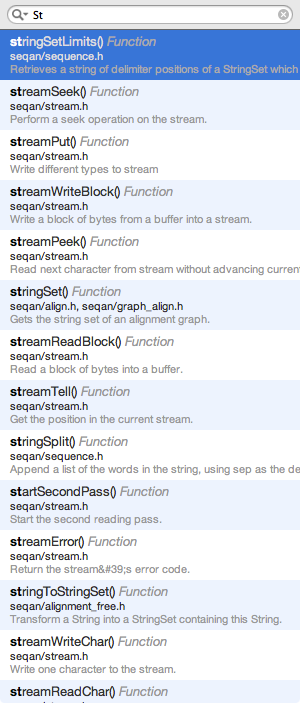 St
stringSetLimits() Function
seqan/sequence.h
Retrieves a string of delimiter positions of a StringSet which
streamSeek() Function
seqan/stream.h
Perform a seek operation on the stream.
streamPut() Function
seqan/stream.h
Write different types to stream
streamWriteBlock() Function
seqan/stream.h
Write a block of bytes from a buffer into a stream.
streamPeek() Function
seqan/stream.h
Read next character from stream without advancing current
stringSet() Function
seqan/align.h, seqan/graph_align.h
Gets the string set of an alignment graph.
streamReadBlock() Function
seqan/stream.h
Read a block of bytes into a buffer.
streamTell() Function
seqan/stream.h
Get the position in the current stream.
stringSplit() Function
seqan/sequence.h
Append a list of the words in the string, using sep as the de
startSecondPass() Function
seqan/stream.h
Start the second reading pass.
streamError() Function
seqan/stream.h
Return the stream&#39;s error code.
stringToStringSet() Function
seqan/alignment_free.h
Transform a String into a StringSet containing this String.
streamWriteChar() Function
seqan/stream.h
Write one character to the stream.
streamReadChar() Function